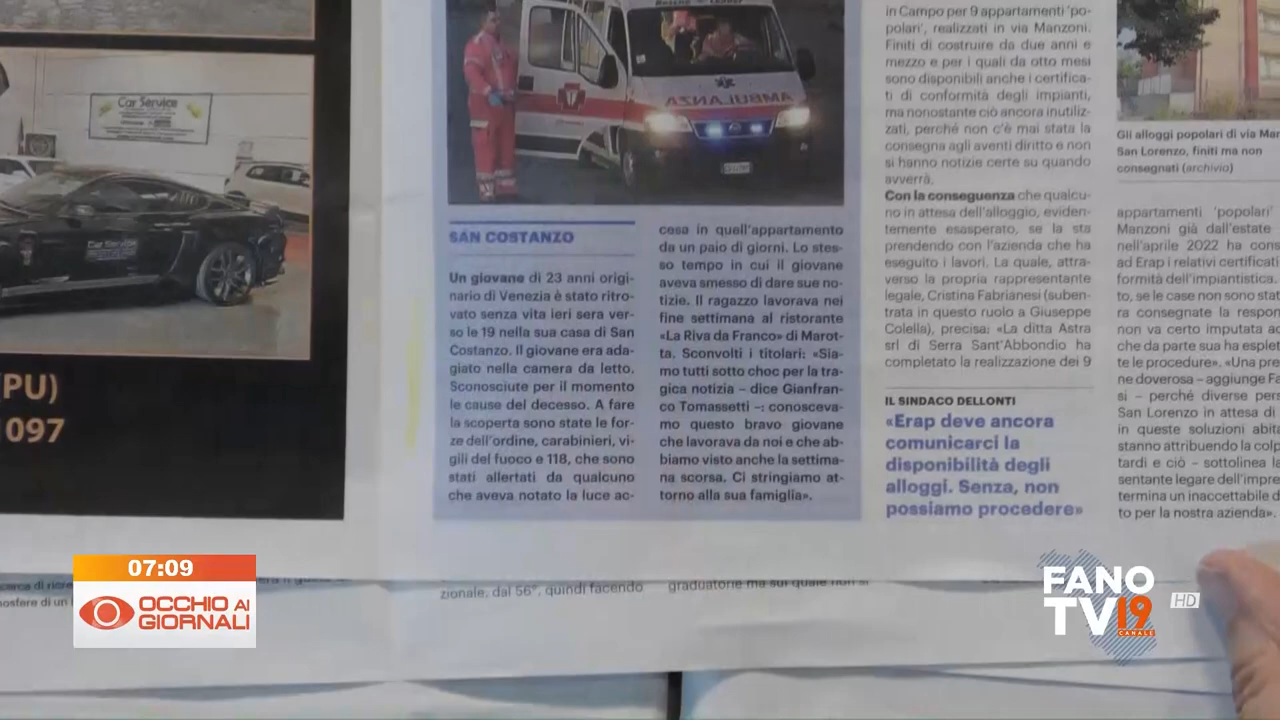 Car Service
Car Service
(PU)
1097
AMBULANZA
SAN COSTANZO
Un giovane di 23 anni origi-
nario di Venezia è stato ritro-
vato senza vita ieri sera ver-
so le 19 nella sua casa di San
Costanzo. Il giovane era ada-
giato nella camera da letto.
Sconosciute per il momento
le cause del decesso. A fare
la scoperta sono state le for-
ze dell'ordine, carabinieri, vi-
gili del fuoco e 118, che sono
stati allertati da qualcuno
che aveva notato la luce ac-
cesa in quell'appartamento
da un paio di giorni. Lo stes-
so tempo in cui il giovane
aveva smesso di dare sue no-
tizie. Il ragazzo lavorava nei
fine settimana al ristorante
«La Riva da Franco» di Marot-
ta. Sconvolti i titolari: «Sia-
mo tutti sotto choc per la tra-
gica notizia – dice Gianfran-
co Tomassetti –: conosceva-
mo questo bravo giovane
che lavorava da noi e che ab-
biamo visto anche la settima-
na scorsa. Ci stringiamo at-
torno alla sua famiglia».
in Campo per 9 appartamenti 'po-
polari', realizzati in via Manzoni.
Finiti di costruire da due anni e
mezzo e per i quali da otto mesi
sono disponibili anche i certifica-
ti di conformità degli impianti,
ma nonostante ciò ancora inutiliz-
zati, perché non c'è mai stata la
consegna agli aventi diritto e non
si hanno notizie certe su quando
avverrà.
Con la conseguenza che qualcu-
no in attesa dell'alloggio, eviden-
temente esasperato, se la sta
prendendo con l'azienda che ha
eseguito i lavori. La quale, attra-
verso la propria rappresentante
legale, Cristina Fabrianesi (suben-
trata in questo ruolo a Giuseppe
Colella), precisa: «La ditta Astra
srl di Serra Sant'Abbondio ha
completato la realizzazione dei 9
IL SINDACO DELLONTI
«Erap deve ancora
comunicarci la
disponibilità degli
alloggi. Senza, non
possiamo procedere»
Gli alloggi popolari di via Man
San Lorenzo, finiti ma non
consegnati (archivio)
appartamenti 'popolari'
Manzoni già dall'estate
nell'aprile 2022 ha cons
ad Erap i relativi certificati
formità dell'impiantistica.
to, se le case non sono stat
ra consegnate la respon
non va certo imputata ad
che da parte sua ha esplet
te le procedure». «Una pre
ne doverosa – aggiunge Fa
si – perché diverse pers
San Lorenzo in attesa di
in queste soluzioni abita
stanno attribuendo la colp
tardi e ciò – sottolinea la
sentante legare dell'impre
termina un inaccettabile d
to per la nostra azienda».
zionale, dal 56°, quindi facendo
graduatorie ma sul quale non si
07:09
OCCHIO AI
GIORNALI
FANO
TV19
CANALE
HD